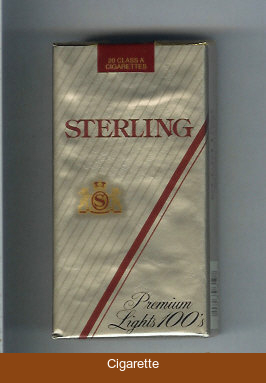 20 CLASS A
CIGARETTES
STERLING
S
Premium
Lights 100's
Cigarette